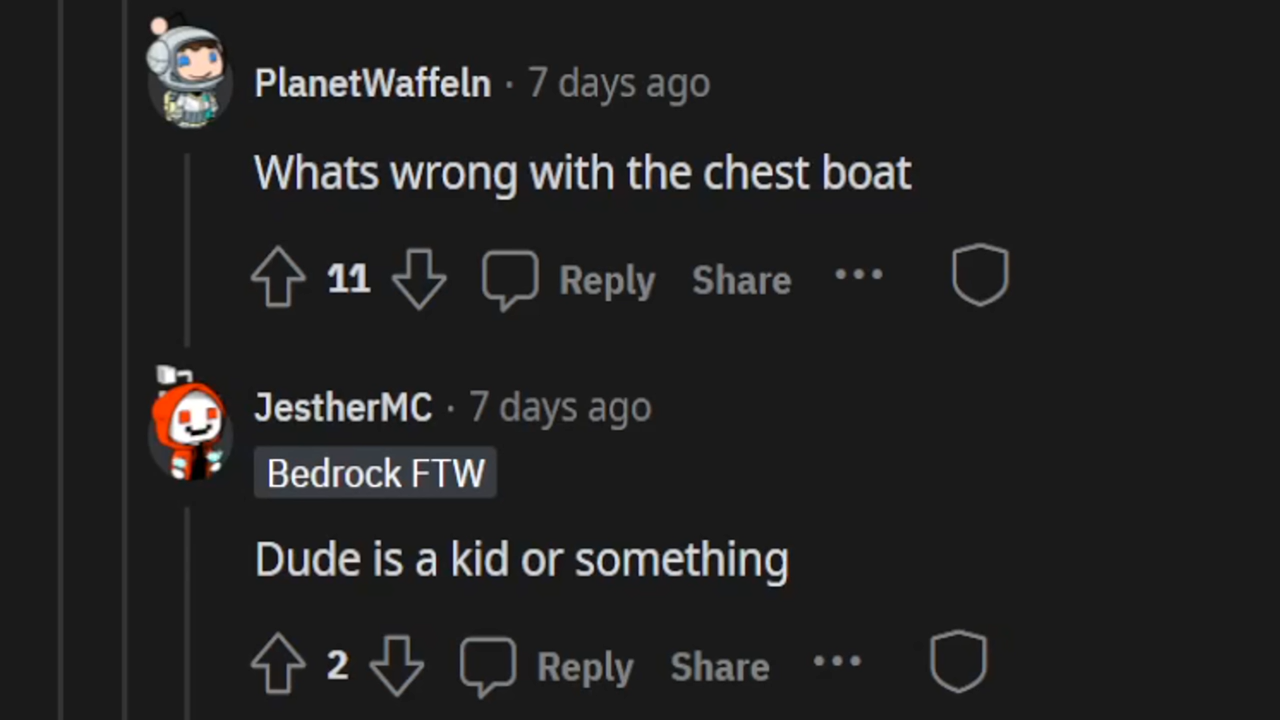 PlanetWaffeln · 7 days ago
Whats wrong with the chest boat
11 Reply Share •••
JestherMC · 7 days ago
Bedrock FTW
Dude is a kid or something
2 Reply Share •••